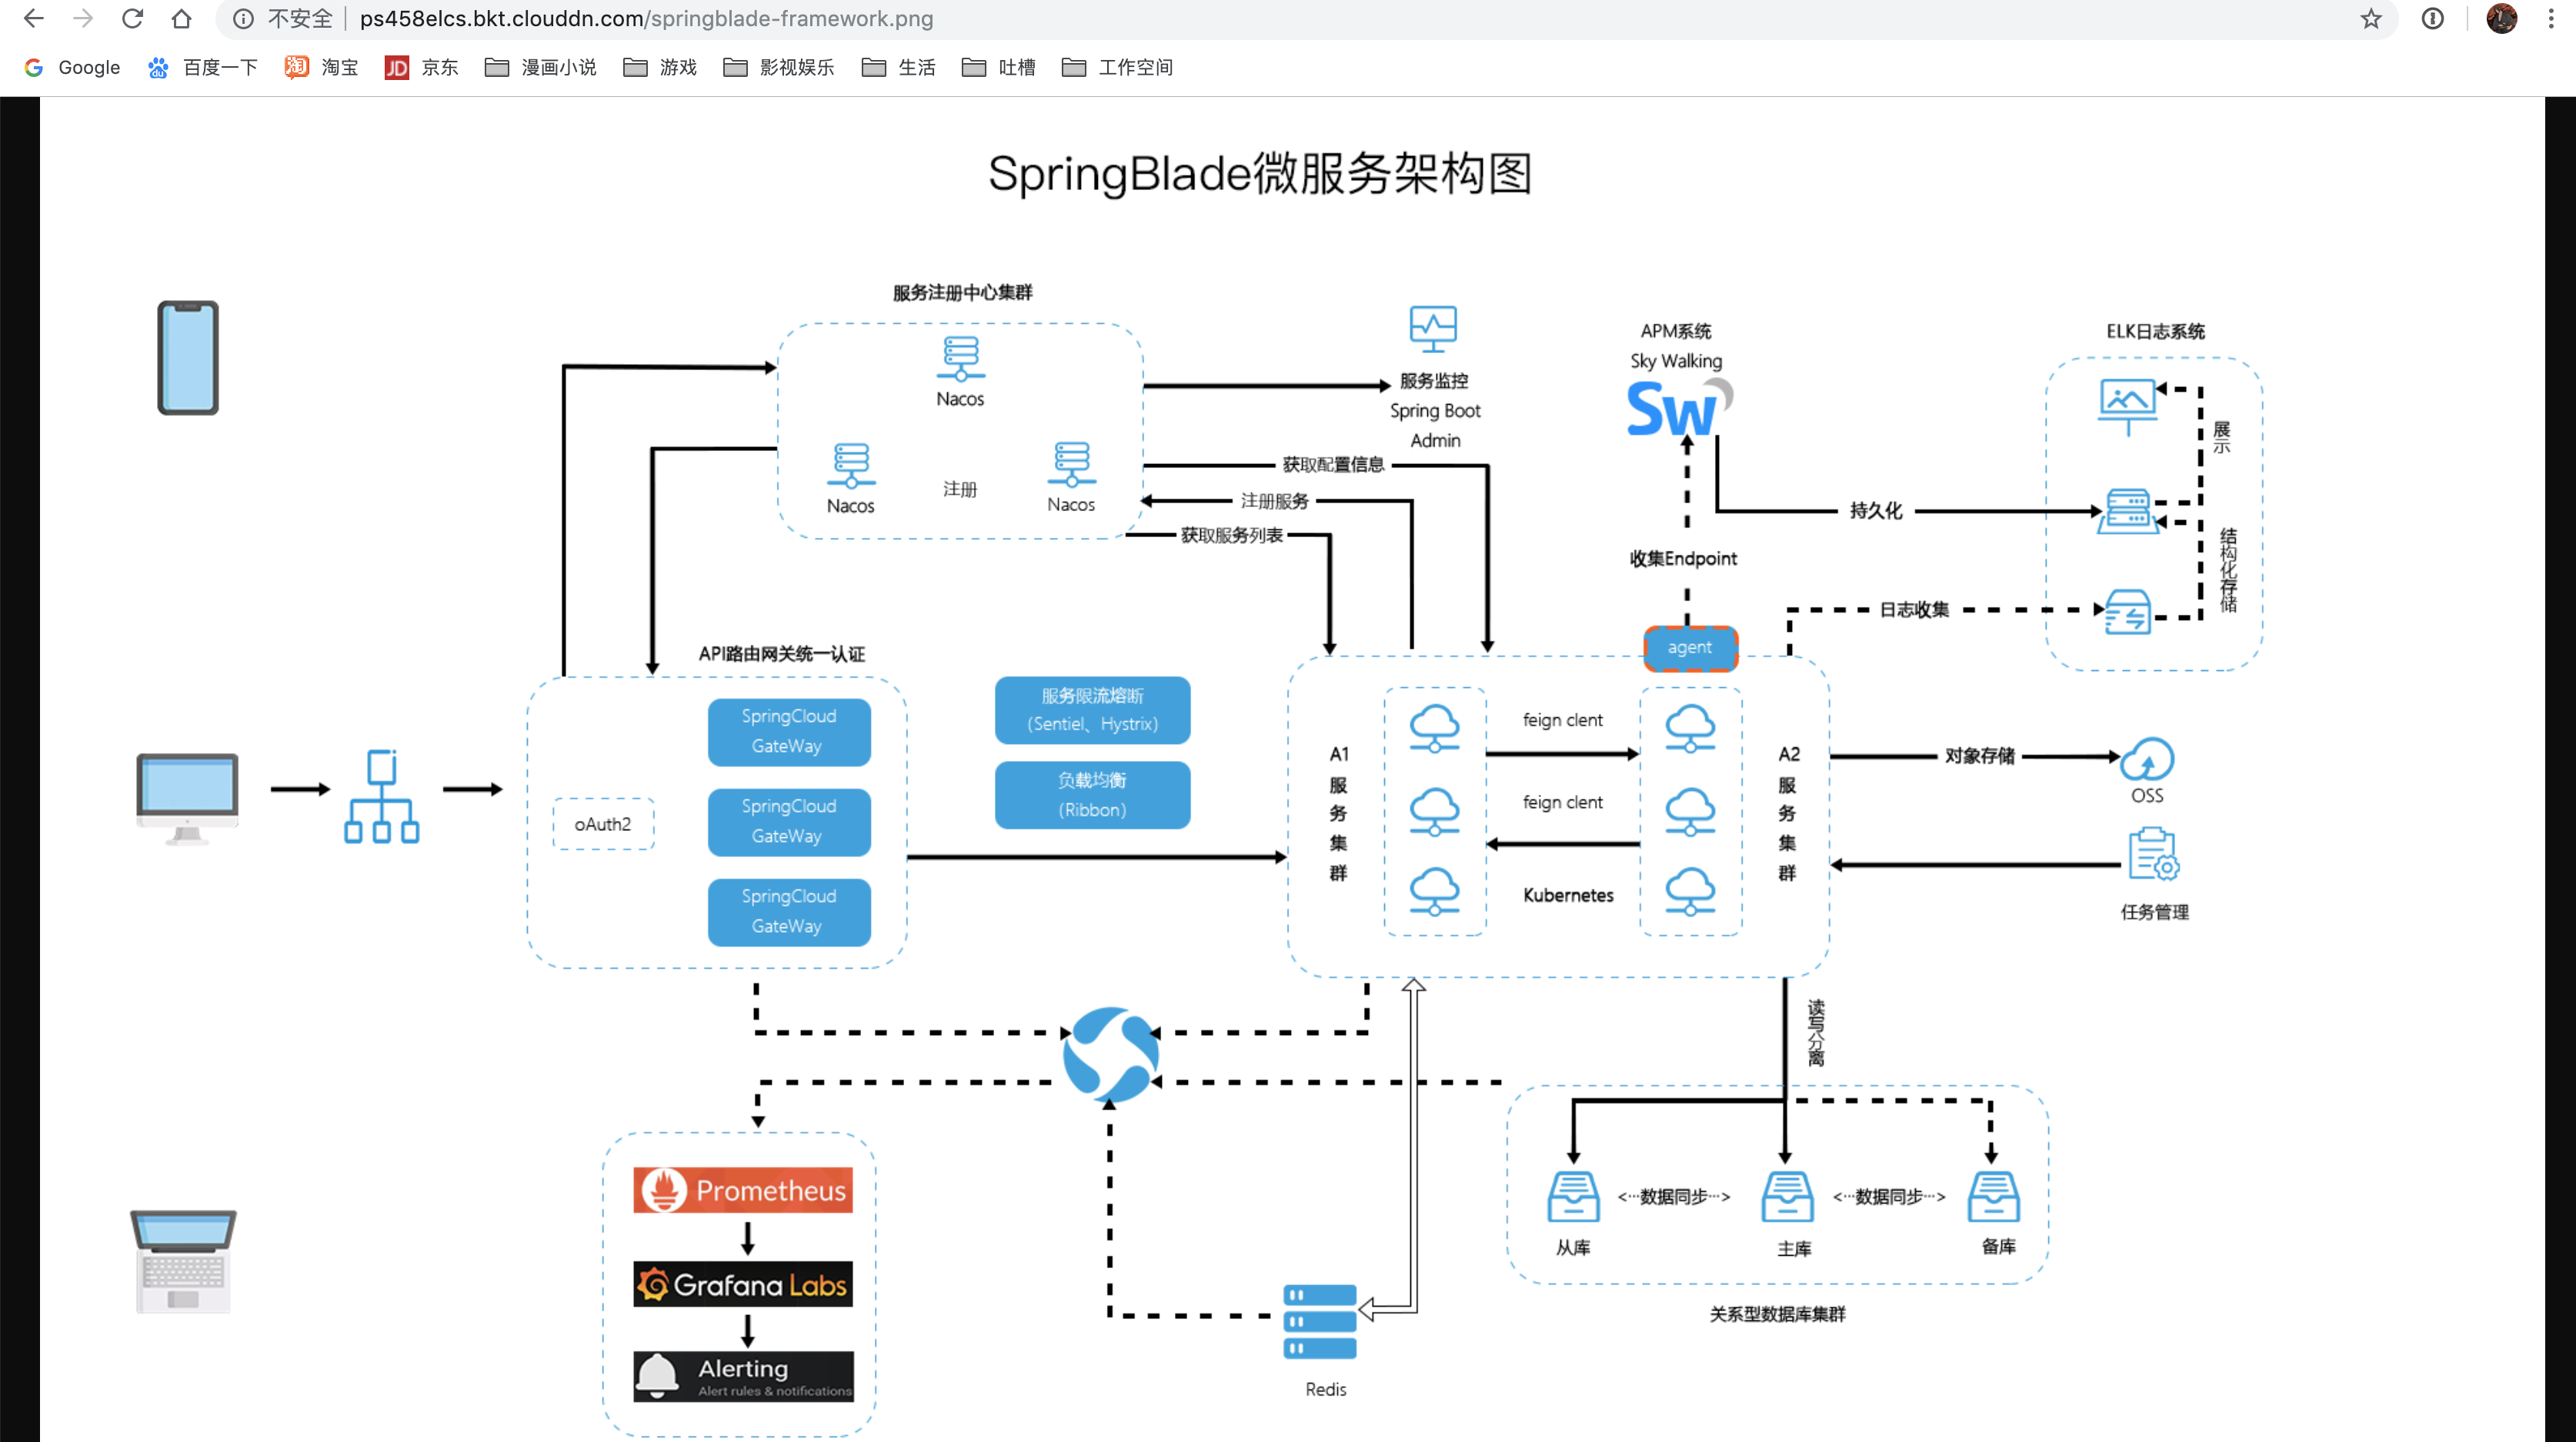 不安全 ps458elcs.bkt.clouddn.com/springblade-framework.png
Google 百度一下 淘宝 京东 漫画小说 游戏 影视娱乐 生活 吐槽 工作空间
SpringBlade微服务架构图
服务注册中心集群
Nacos
Nacos
注册
Nacos
服务监控
Spring Boot
Admin
获取配置信息
注册服务
获取服务列表
APM系统
Sky Walking
Sw
收集Endpoint
持久化
日志收集
ELK日志系统
展示
结构化存储
API路由网关统一认证
oAuth2
SpringCloud
GateWay
SpringCloud
GateWay
SpringCloud
GateWay
服务限流熔断
(Sentiel、Hystrix)
负载均衡
(Ribbon)
agent
A1服务集群
feign clent
feign clent
Kubernetes
A2服务集群
对象存储
OSS
任务管理
读写分离
Prometheus
Grafana Labs
Alerting
Alert rules & notifications
Redis
<···数据同步···>
<···数据同步···>
从库
主库
备库
关系型数据库集群